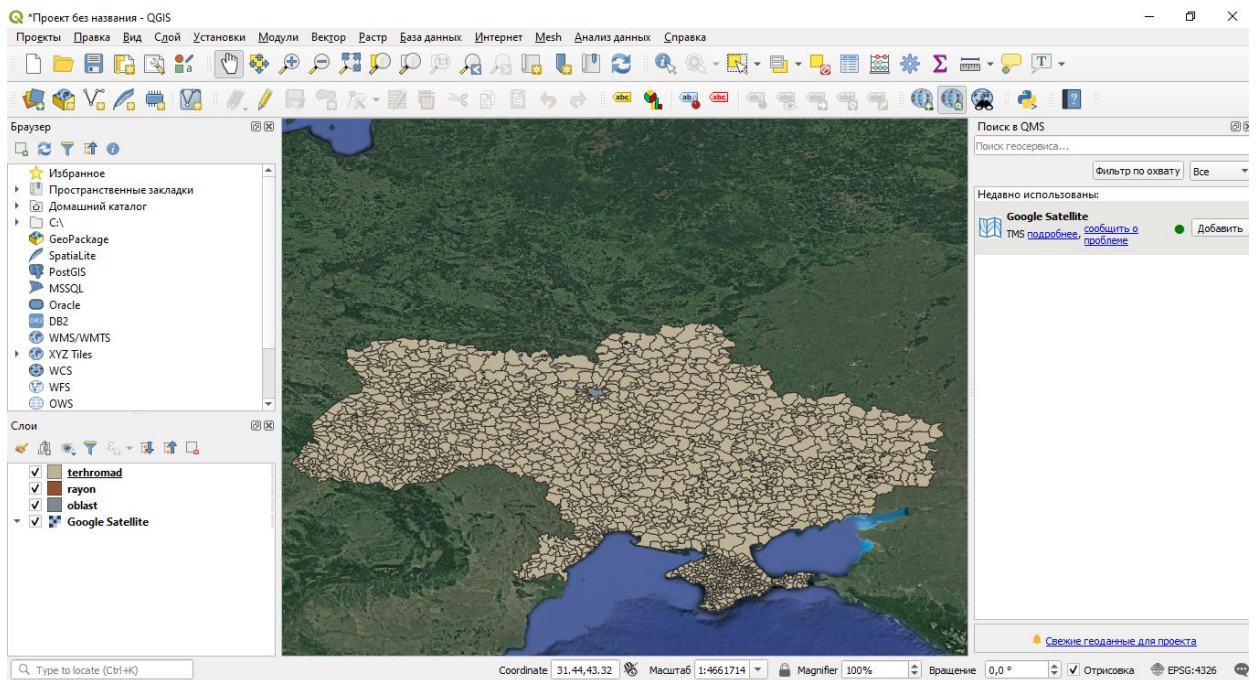 *Проект без названия - QGIS
Проекты Правка Вид Слой Установки Модули Вектор Растр База данных Интернет Mesh Анализ данных Справка
abc abc abc
Браузер
Избранное
Пространственные закладки
Домашний каталог
C:\
GeoPackage
SpatiaLite
PostGIS
MSSQL
Oracle
DB2 DB2
WMS/WMTS
XYZ Tiles
WCS
WFS
OWS
Слои
terhromad
rayon
oblast
Google Satellite
Поиск в QMS
Поиск геосервиса...
Фильтр по охвату Все
Недавно использованы:
Google Satellite
TMS подробнее, сообщить о проблеме
Добавить
Свежие геоданные для проекта
Type to locate (Ctrl+K) Coordinate 31.44,43.32 Масштаб 1:4661714 Magnifier 100% Вращение 0,0 ° Отрисовка EPSG:4326